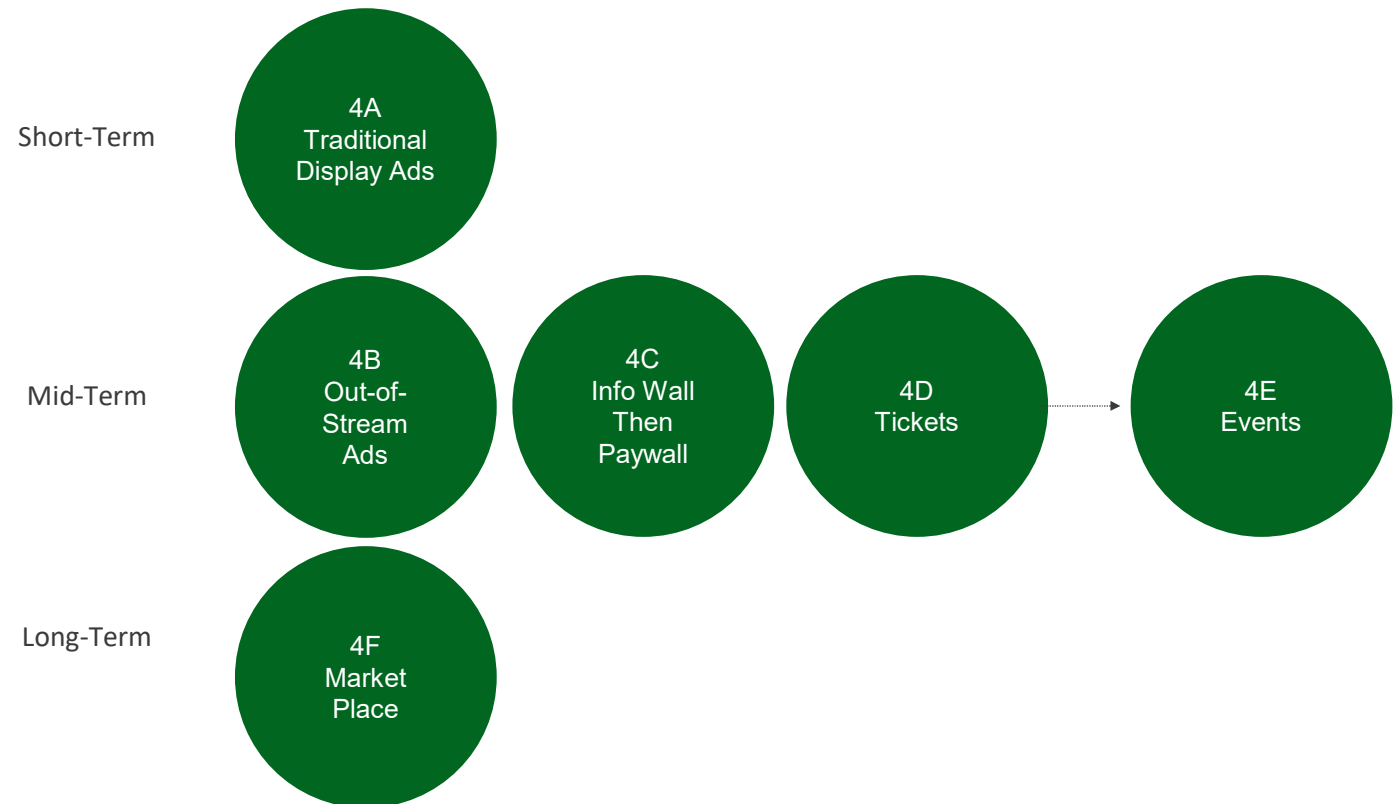 Short-Term
4A
Traditional
Display Ads
Mid-Term
4B
Out-of-
Stream
Ads
4C
Info Wall
Then
Paywall
4D
Tickets
4E
Events
Long-Term
4F
Market
Place